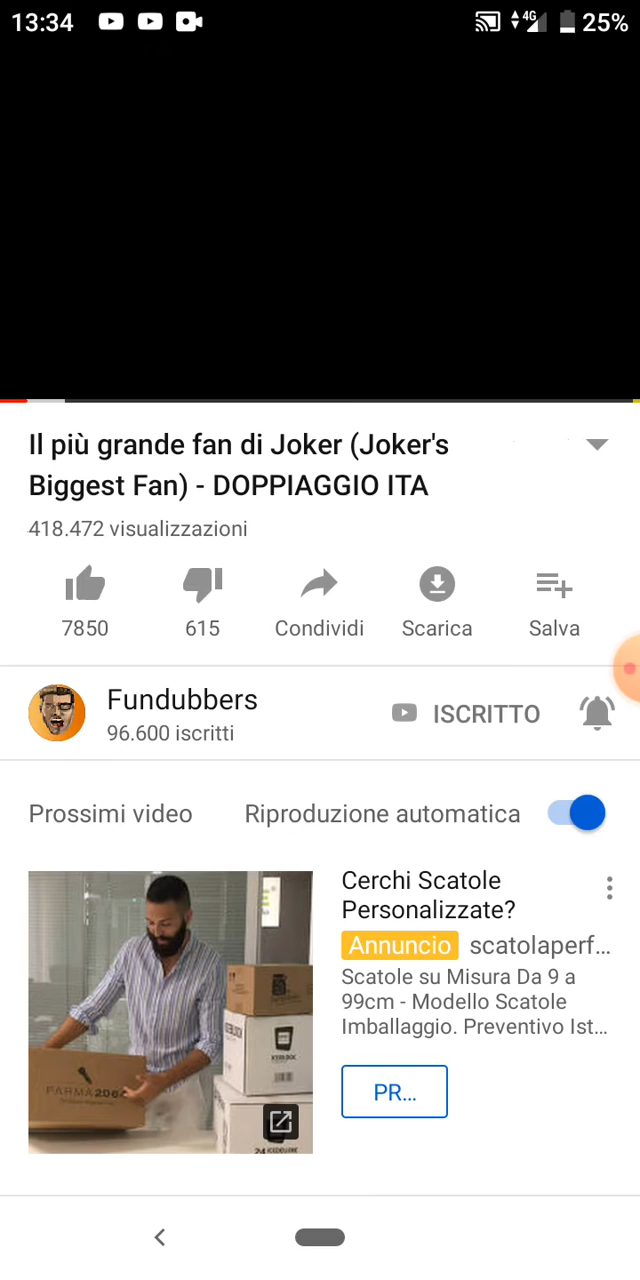 13:34 4G 25%
Il più grande fan di Joker (Joker's
Biggest Fan) - DOPPIAGGIO ITA
418.472 visualizzazioni
7850 615 Condividi Scarica Salva
Fundubbers
96.600 iscritti
ISCRITTO
Prossimi video Riproduzione automatica
Cerchi Scatole
Personalizzate?
Annuncio scatolaperf...
Scatole su Misura Da 9 a
99cm - Modello Scatole
Imballaggio. Preventivo Ist...
PR...
PARMA